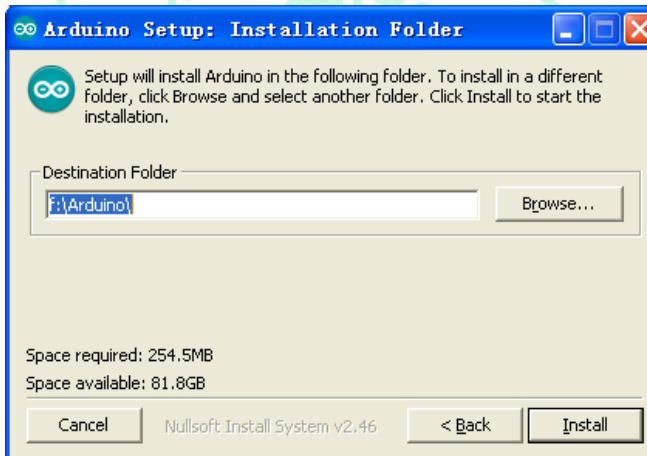 Arduino Setup: Installation Folder
Setup will install Arduino in the following folder. To install in a different
folder, click Browse and select another folder. Click Install to start the
installation.
Destination Folder
f:\Arduino\
Browse...
Space required: 254.5MB
Space available: 81.8GB
Cancel
Nullsoft Install System v2.46
< Back
Install